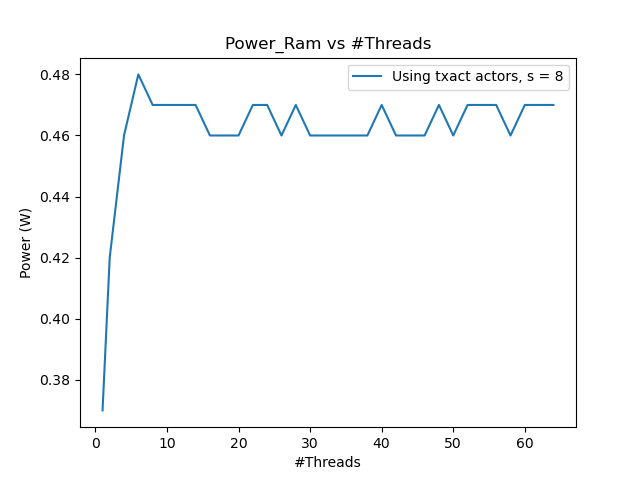 Power_Ram vs #Threads
Using txact actors, s = 8
0.48
0.46
0.44
0.42
0.40
0.38
Power (W)
0 10 20 30 40 50 60
#Threads